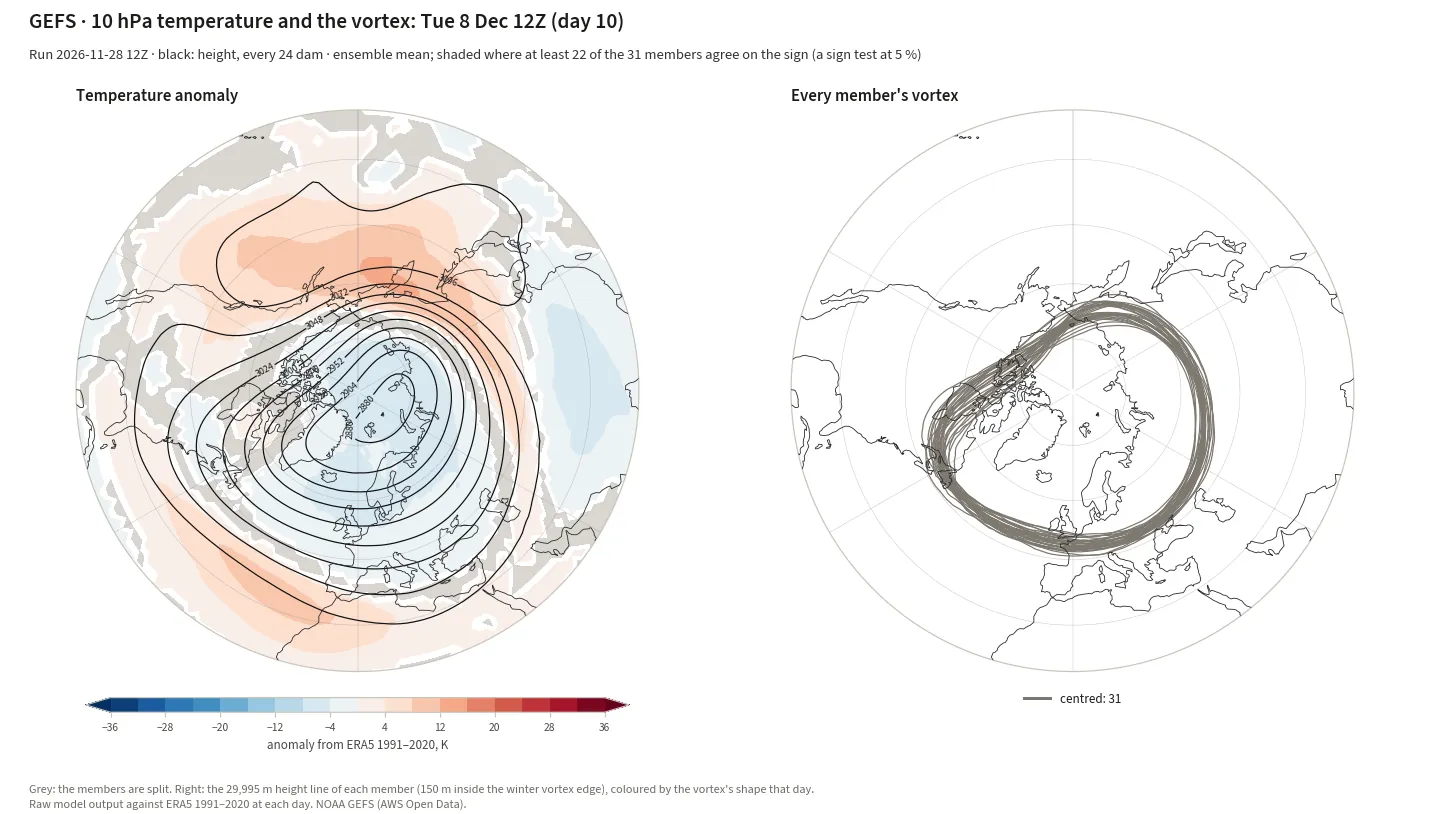 GEFS · 10 hPa temperature and the vortex: Tue 8 Dec 12Z (day 10)
Run 2026-11-28 12Z · black: height, every 24 dam · ensemble mean; shaded where at least 22 of the 31 members agree on the sign (a sign test at 5 %)
Temperature anomaly
Every member's vortex
3096
3072
3048
3024
2952
2904
2880
2880
centred: 31
−36 −28 −20 −12 −4 4 12 20 28 36
anomaly from ERA5 1991–2020, K
Grey: the members are split. Right: the 29,995 m height line of each member (150 m inside the winter vortex edge), coloured by the vortex's shape that day.
Raw model output against ERA5 1991–2020 at each day. NOAA GEFS (AWS Open Data).